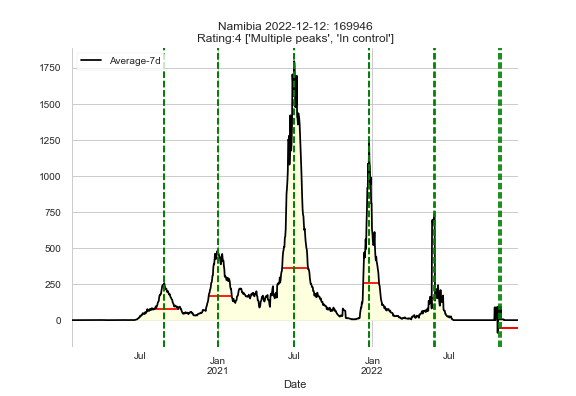 Namibia 2022-12-12: 169946
Rating:4 ['Multiple peaks', 'In control']
Average-7d
1750
1500
1250
1000
750
500
250
0
Jul
Jan
2021
Jul
Jan
2022
Jul
Date